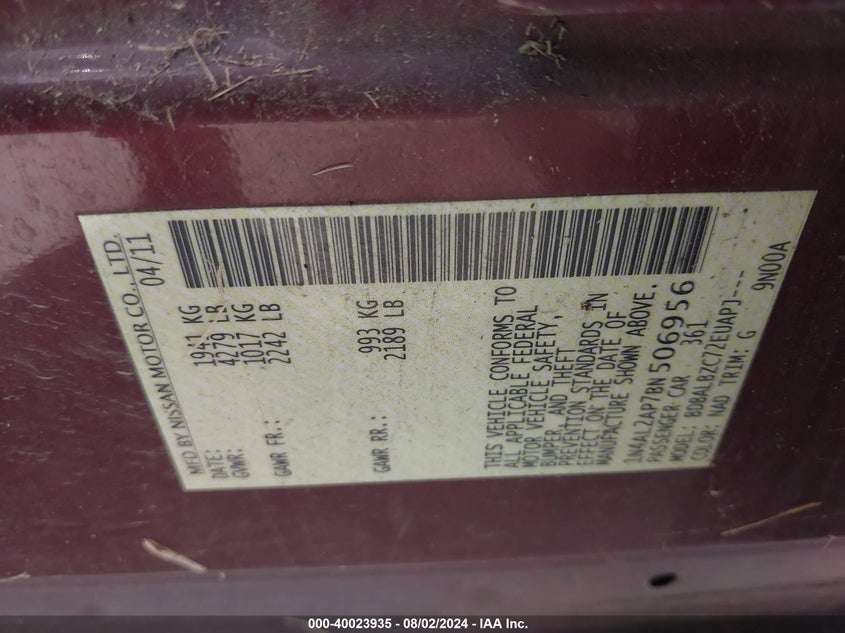 MFD BY NISSAN MOTOR CO., LTD.
DATE: 04/11
GVWR: 1941 KG
4279 LB
GAWR FR.: 1017 KG
2242 LB
GAWR RR.: 993 KG
2189 LB
THIS VEHICLE CONFORMS TO
ALL APPLICABLE FEDERAL
MOTOR VEHICLE SAFETY,
BUMPER, AND THEFT
PREVENTION STANDARDS IN
EFFECT ON THE DATE OF
MANUFACTURE SHOWN ABOVE.
1N4AL2AP7BN506956
PASSENGER CAR 361
MODEL: BDBALBZC72EUAPJ---
COLOR: NAD TRIM: G 9N00A
000-40023935 - 08/02/2024 - IAA Inc.